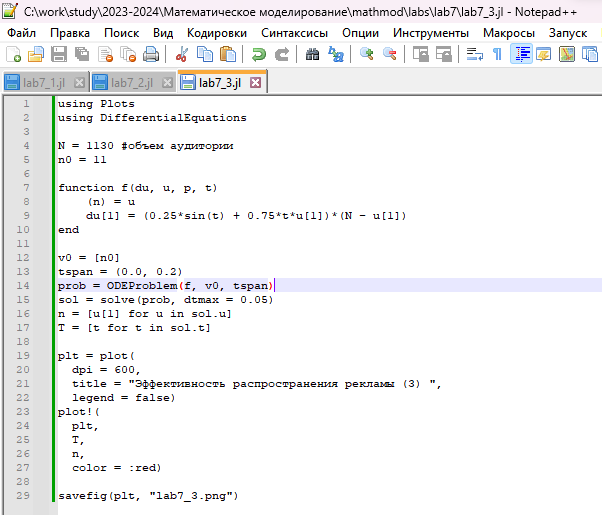 C:\work\study\2023-2024\Математическое моделирование\mathmod\labs\lab7\lab7_3.jl - Notepad++
Файл Правка Поиск Вид Кодировки Синтаксисы Опции Инструменты Макросы Запуск
lab7_1.jl lab7_2.jl lab7_3.jl
1 using Plots
2 using DifferentialEquations
3
4 N = 1130 #объем аудитории
5 n0 = 11
6
7 function f(du, u, p, t)
8 (n) = u
9 du[1] = (0.25*sin(t) + 0.75*t*u[1])*(N - u[1])
10 end
11
12 v0 = [n0]
13 tspan = (0.0, 0.2)
14 prob = ODEProblem(f, v0, tspan)
15 sol = solve(prob, dtmax = 0.05)
16 n = [u[1] for u in sol.u]
17 T = [t for t in sol.t]
18
19 plt = plot(
20 dpi = 600,
21 title = "Эффективность распространения рекламы (3) ",
22 legend = false)
23 plot!(
24 plt,
25 T,
26 n,
27 color = :red)
28
29 savefig(plt, "lab7_3.png")